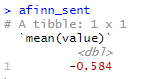 > afinn_sent
# A tibble: 1 x 1
`mean(value)`
<dbl>
1 -0.584